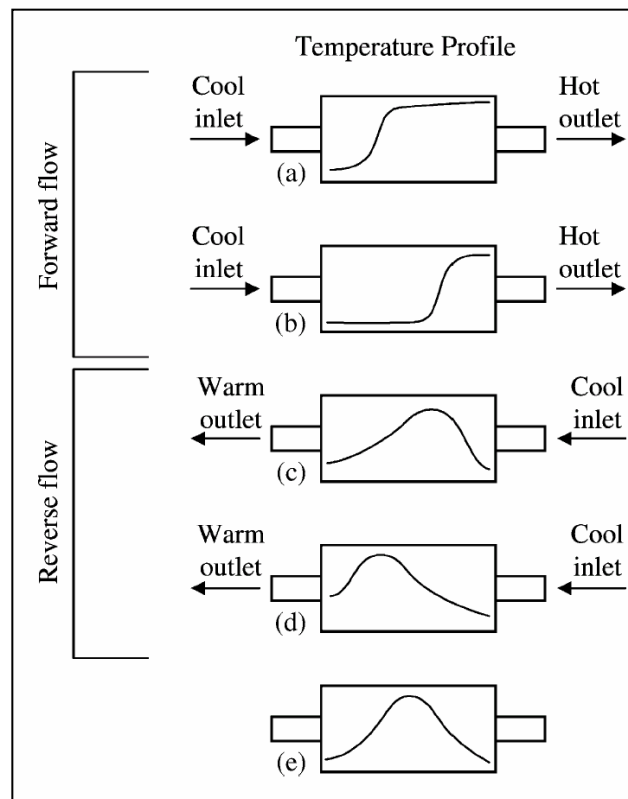 Temperature Profile
Forward flow
Cool
inlet
Hot
outlet
(a)
Cool
inlet
Hot
outlet
(b)
Reverse flow
Warm
outlet
Cool
inlet
(c)
Warm
outlet
Cool
inlet
(d)
(e)